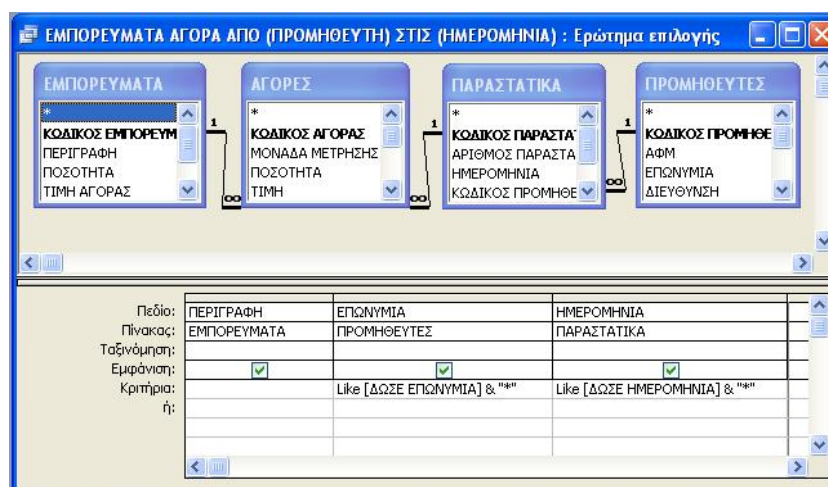 ΕΜΠΟΡΕΥΜΑΤΑ ΑΓΟΡΑ ΑΠΟ (ΠΡΟΜΗΘΕΥΤΗ) ΣΤΙΣ (ΗΜΕΡΟΜΗΝΙΑ) : Ερώτημα επιλογής
ΕΜΠΟΡΕΥΜΑΤΑ
*
ΚΩΔΙΚΟΣ ΕΜΠΟΡΕΥΜ
ΠΕΡΙΓΡΑΦΗ
ΠΟΣΟΤΗΤΑ
ΤΙΜΗ ΑΓΟΡΑΣ
1
∞
ΑΓΟΡΕΣ
*
ΚΩΔΙΚΟΣ ΑΓΟΡΑΣ
ΜΟΝΑΔΑ ΜΕΤΡΗΣΗΣ
ΠΟΣΟΤΗΤΑ
ΤΙΜΗ
1
∞
ΠΑΡΑΣΤΑΤΙΚΑ
*
ΚΩΔΙΚΟΣ ΠΑΡΑΣΤΑΤ
ΑΡΙΘΜΟΣ ΠΑΡΑΣΤΑ
ΗΜΕΡΟΜΗΝΙΑ
ΚΩΔΙΚΟΣ ΠΡΟΜΗΘΕ
1
∞
ΠΡΟΜΗΘΕΥΤΕΣ
*
ΚΩΔΙΚΟΣ ΠΡΟΜΗΘΕ
ΑΦΜ
ΕΠΩΝΥΜΙΑ
ΔΙΕΥΘΥΝΣΗ
Πεδίο: ΠΕΡΙΓΡΑΦΗ ΕΠΩΝΥΜΙΑ ΗΜΕΡΟΜΗΝΙΑ
Πίνακας: ΕΜΠΟΡΕΥΜΑΤΑ ΠΡΟΜΗΘΕΥΤΕΣ ΠΑΡΑΣΤΑΤΙΚΑ
Ταξινόμηση:
Εμφάνιση:
Κριτήρια: Like [ΔΩΣΕ ΕΠΩΝΥΜΙΑ] & "*" Like [ΔΩΣΕ ΗΜΕΡΟΜΗΝΙΑ] & "*"
ή: